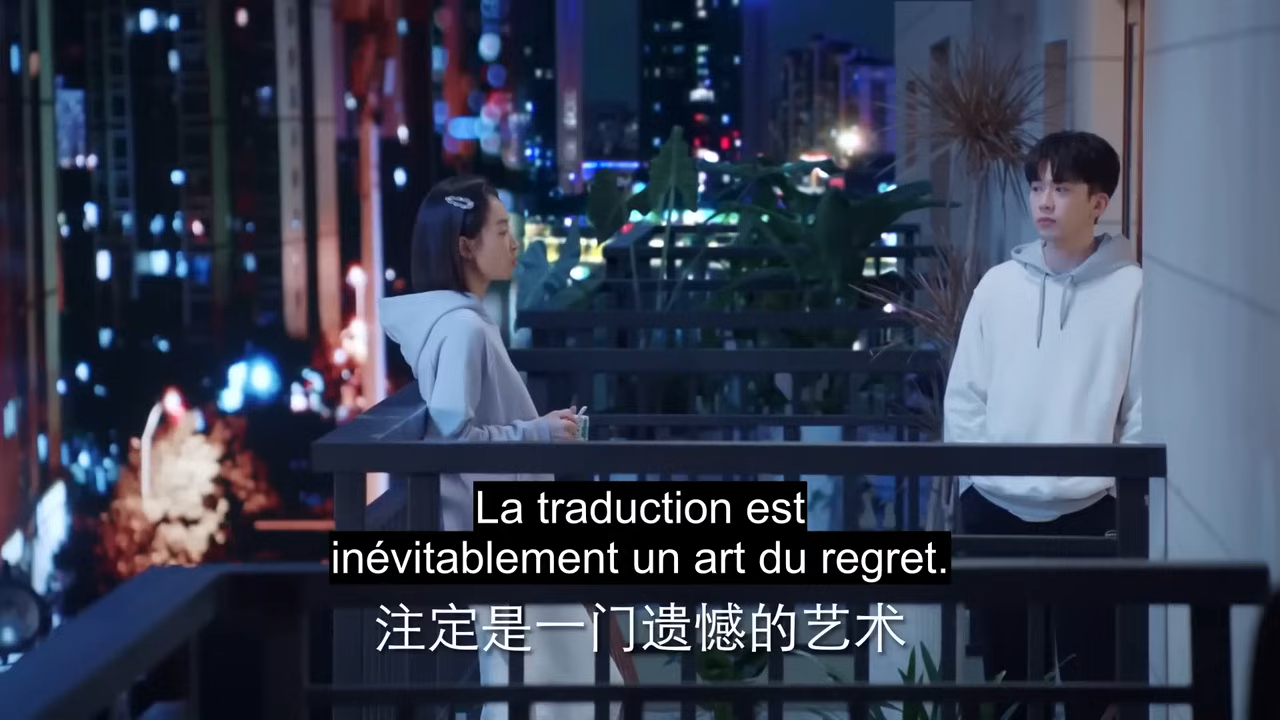 La traduction est
inévitablement un art du regret.
注定是一门遗憾的艺术